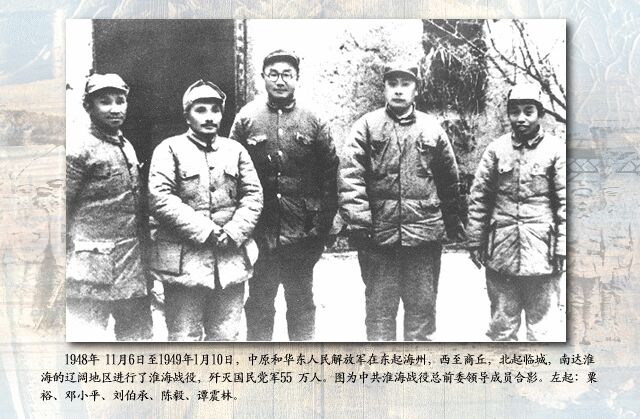 1948年 11月6日至1949年1月10日，中原和华东人民解放军在东起海州，西至商丘，北起临城，南达淮
海的辽阔地区进行了淮海战役，歼灭国民党军55 万人。图为中共淮海战役总前委领导成员合影。左起：粟
裕、邓小平、刘伯承、陈毅、谭震林。